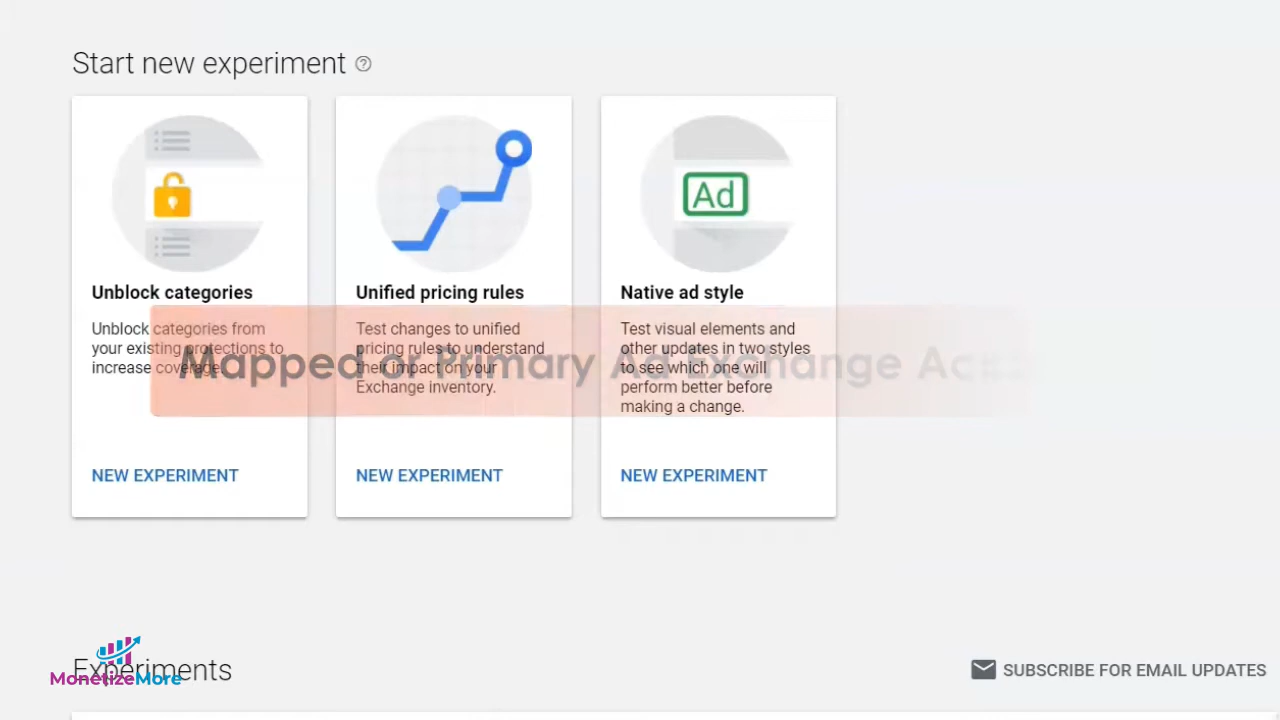 Start new experiment
Ad
Unblock categories
Unblock categories from
your existing protections to
increase coverage.
NEW EXPERIMENT
Unified pricing rules
Test changes to unified
pricing rules to understand
their impact on your
Exchange inventory.
NEW EXPERIMENT
Native ad style
Test visual elements and
other updates in two styles
to see which one will
perform better before
making a change.
NEW EXPERIMENT
Mapped or Primary Ad Exchange
Experiments
MonetizeMore
SUBSCRIBE FOR EMAIL UPDATES